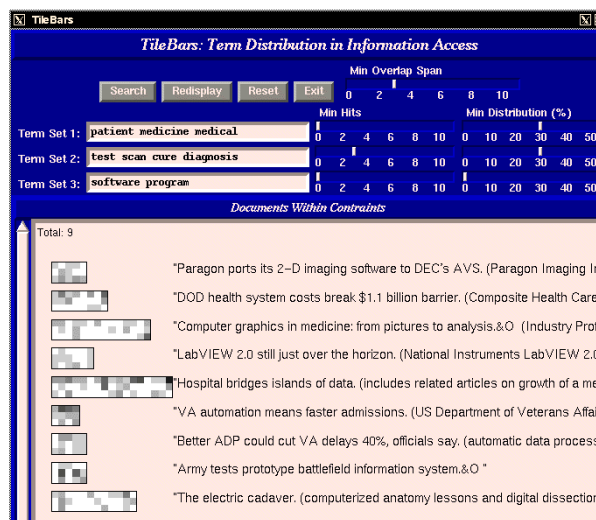 TileBars
TileBars: Term Distribution in Information Access
Min Overlap Span
Search Redisplay Reset Exit
0 2 4 6 8 10
Min Hits Min Distribution (%)
Term Set 1: patient medicine medical
0 2 4 6 8 10 0 10 20 30 40 50
Term Set 2: test scan cure diagnosis
0 2 4 6 8 10 0 10 20 30 40 50
Term Set 3: software program
0 2 4 6 8 10 0 10 20 30 40 50
Documents Within Contraints
Total: 9
"Paragon ports its 2-D imaging software to DEC's AVS. (Paragon Imaging
"DOD health system costs break $1.1 billion barrier. (Composite Health Care
"Computer graphics in medicine: from pictures to analysis.&O (Industry Prof
"LabVIEW 2.0 still just over the horizon. (National Instruments LabVIEW 2.0
"Hospital bridges islands of data. (includes related articles on growth of a me
"VA automation means faster admissions. (US Department of Veterans Affai
"Better ADP could cut VA delays 40%, officials say. (automatic data process
"Army tests prototype battlefield information system.&O "
"The electric cadaver. (computerized anatomy lessons and digital dissection